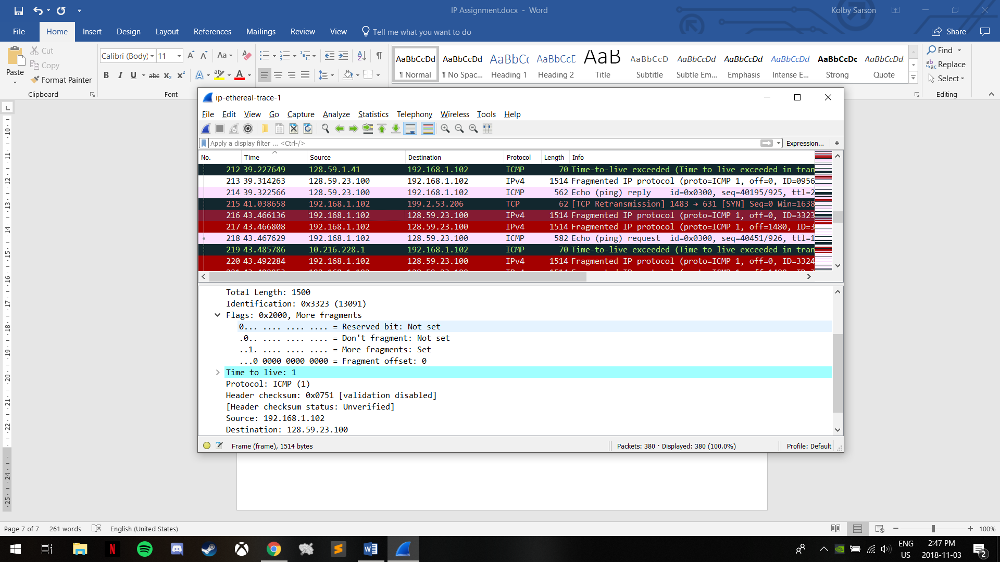 IP Assignment.docx - Word
Kolby Sarson
File Home Insert Design Layout References Mailings Review View Tell me what you want to do
Share
Paste
Cut
Copy
Format Painter
Clipboard
Calibri (Body) 11
Font
AaBbCcDd AaBbCcDd AaBbCc AaBbCcD AaB AaBbCcD AaBbCcDd AaBbCcDd AaBbCcDd AaBbCcDc AaBbCcDd
¶ Normal ¶ No Spac... Heading 1 Heading 2 Title Subtitle Subtle Em... Emphasis Intense E... Strong Quote
Find
Replace
Select
Editing
ip-ethereal-trace-1
File Edit View Go Capture Analyze Statistics Telephony Wireless Tools Help
Apply a display filter ... <Ctrl-/>
Expression... +
No. Time Source Destination Protocol Length Info
212 39.227649 128.59.1.41 192.168.1.102 ICMP 70 Time-to-live exceeded (Time to live exceeded in tran
213 39.314263 128.59.23.100 192.168.1.102 IPv4 1514 Fragmented IP protocol (proto=ICMP 1, off=0, ID=0956
214 39.322566 128.59.23.100 192.168.1.102 ICMP 562 Echo (ping) reply id=0x0300, seq=40195/925, ttl=2
215 41.038658 192.168.1.102 199.2.53.206 TCP 62 [TCP Retransmission] 1483 → 631 [SYN] Seq=0 Win=1638
216 43.466136 192.168.1.102 128.59.23.100 IPv4 1514 Fragmented IP protocol (proto=ICMP 1, off=0, ID=3323
217 43.466808 192.168.1.102 128.59.23.100 IPv4 1514 Fragmented IP protocol (proto=ICMP 1, off=1480, ID=3
218 43.467629 192.168.1.102 128.59.23.100 ICMP 582 Echo (ping) request id=0x0300, seq=40451/926, ttl=1
219 43.485786 10.216.228.1 192.168.1.102 ICMP 70 Time-to-live exceeded (Time to live exceeded in tran
220 43.492284 192.168.1.102 128.59.23.100 IPv4 1514 Fragmented IP protocol (proto=ICMP 1, off=0, ID=3324
Total Length: 1500
Identification: 0x3323 (13091)
Flags: 0x2000, More fragments
0... .... .... .... = Reserved bit: Not set
.0.. .... .... .... = Don't fragment: Not set
..1. .... .... .... = More fragments: Set
...0 0000 0000 0000 = Fragment offset: 0
Time to live: 1
Protocol: ICMP (1)
Header checksum: 0x0751 [validation disabled]
[Header checksum status: Unverified]
Source: 192.168.1.102
Destination: 128.59.23.100
Frame (frame), 1514 bytes
Packets: 380 · Displayed: 380 (100.0%)
Profile: Default
Page 7 of 7 261 words English (United States)
100%
ENG
US
2:47 PM
2018-11-03
2